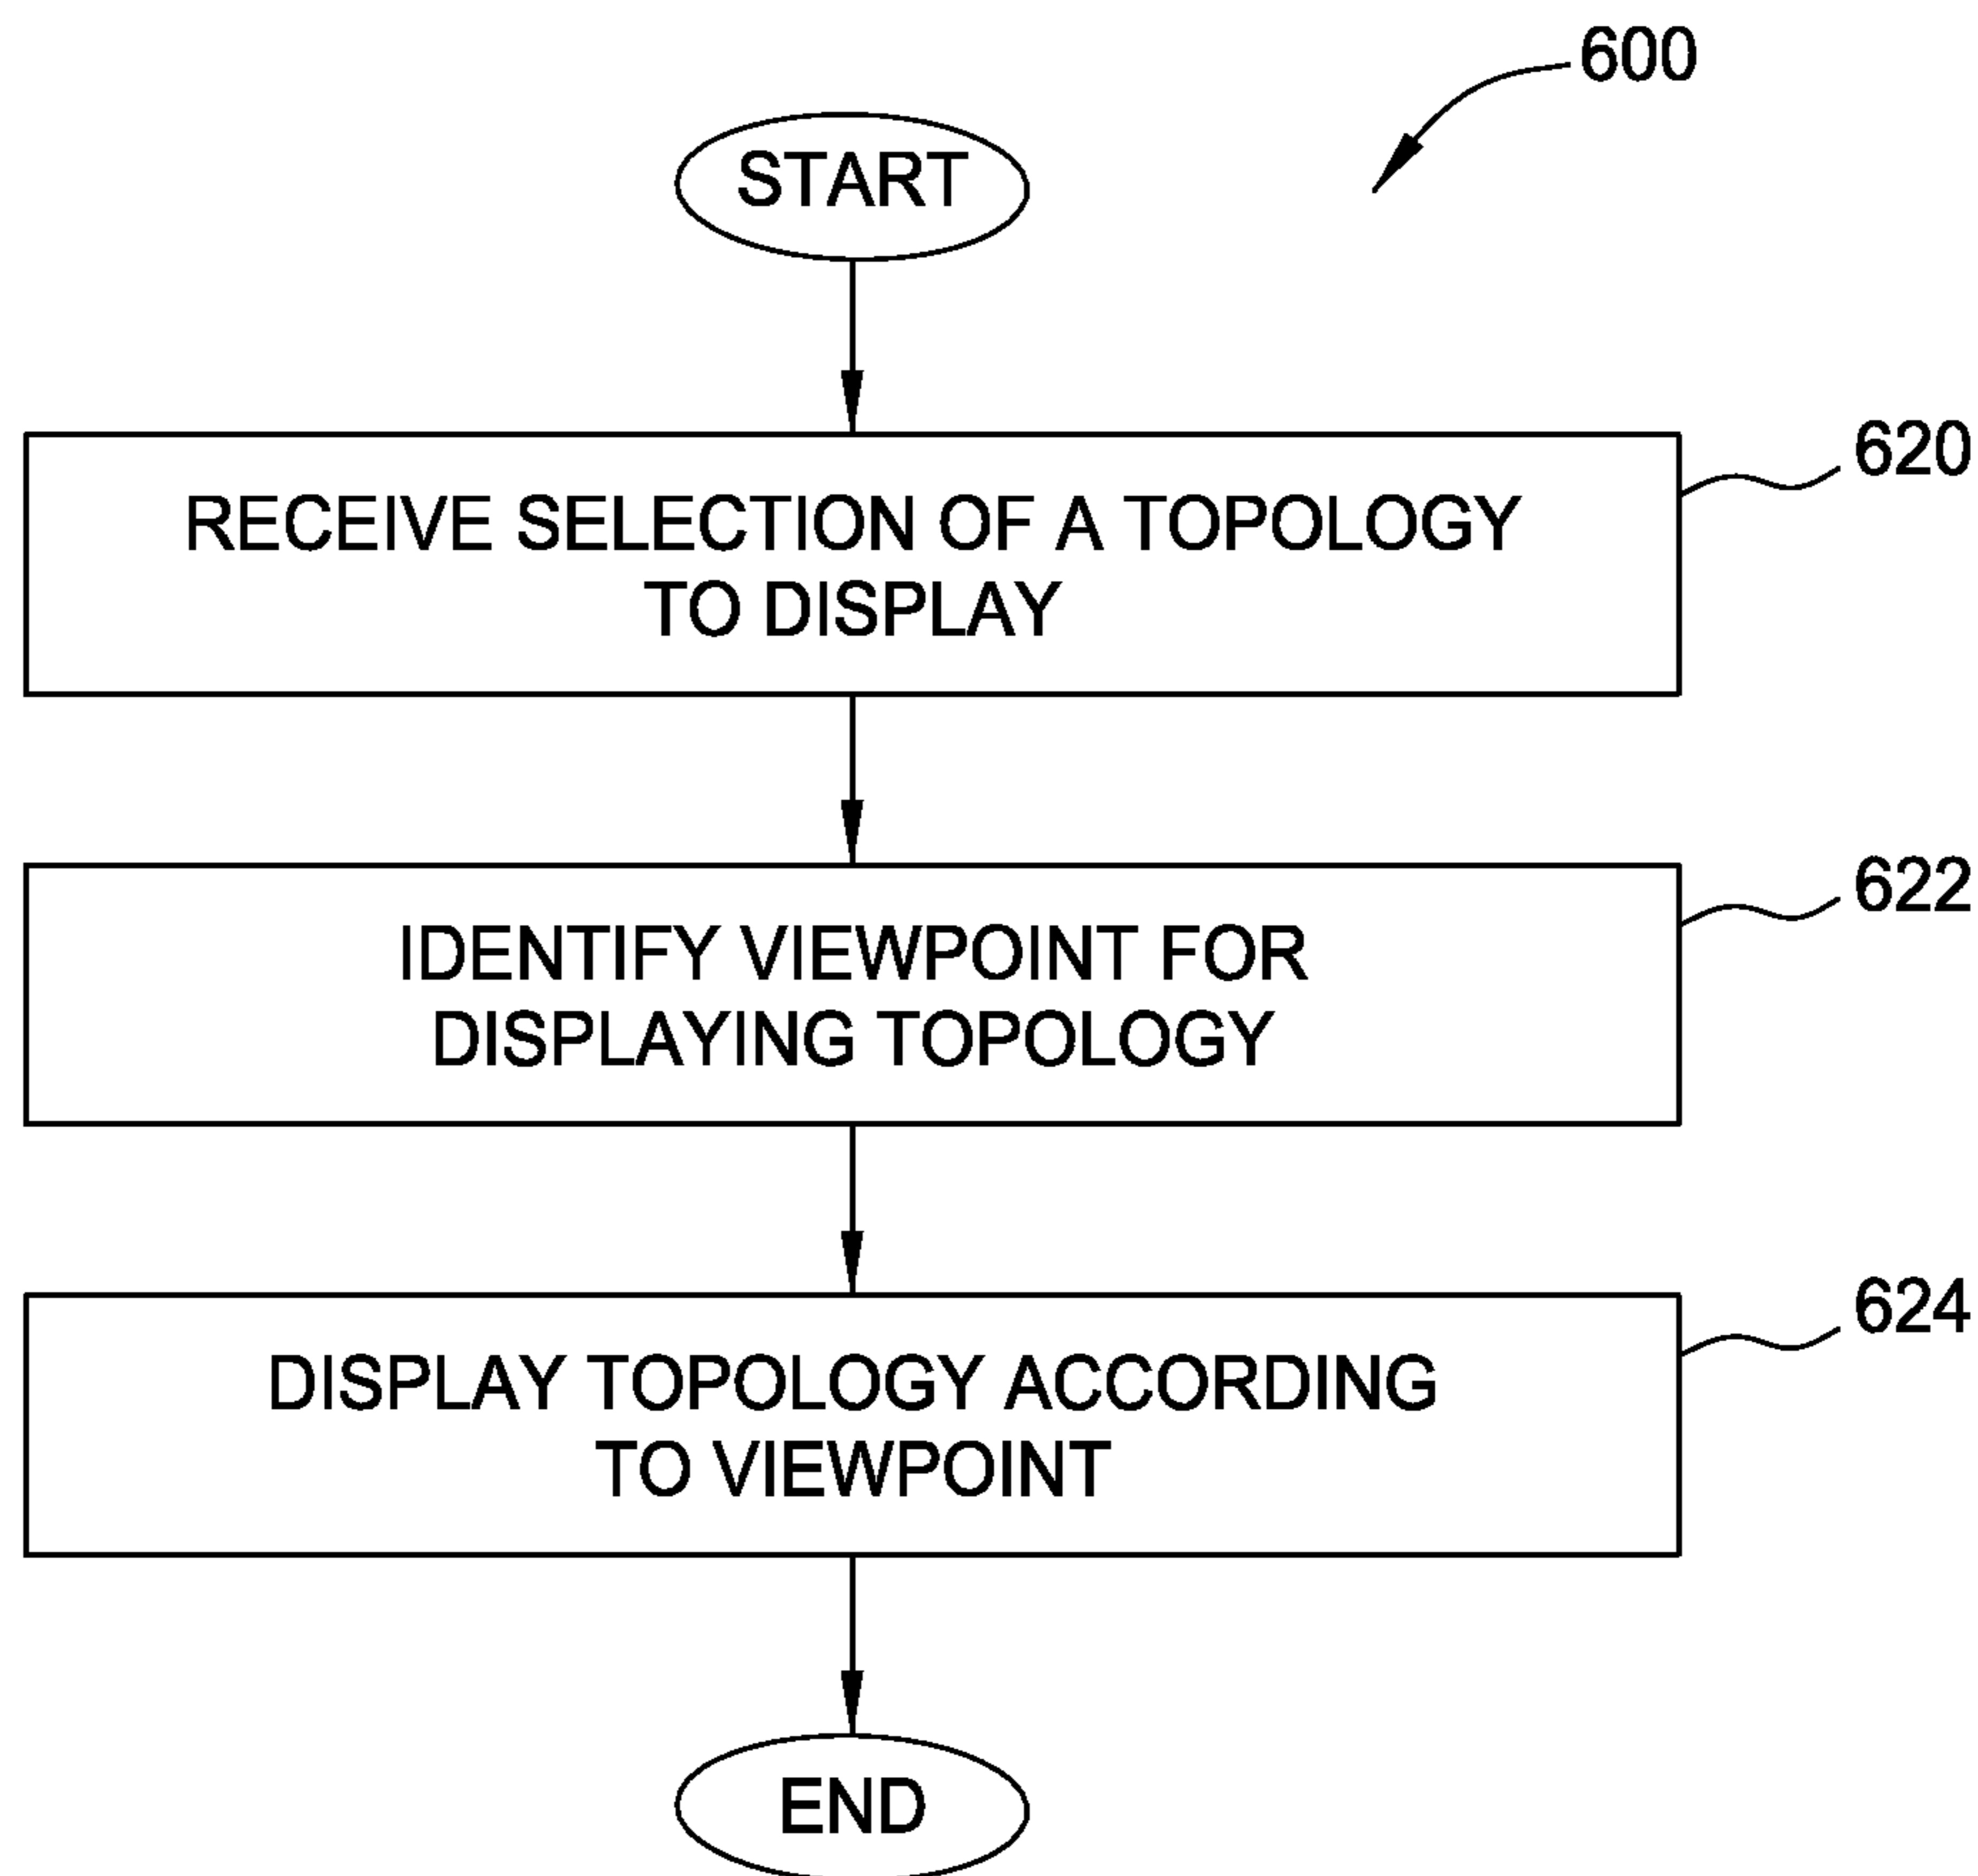 600
START
620
RECEIVE SELECTION OF A TOPOLOGY
TO DISPLAY
622
IDENTIFY VIEWPOINT FOR
DISPLAYING TOPOLOGY
624
DISPLAY TOPOLOGY ACCORDING
TO VIEWPOINT
END